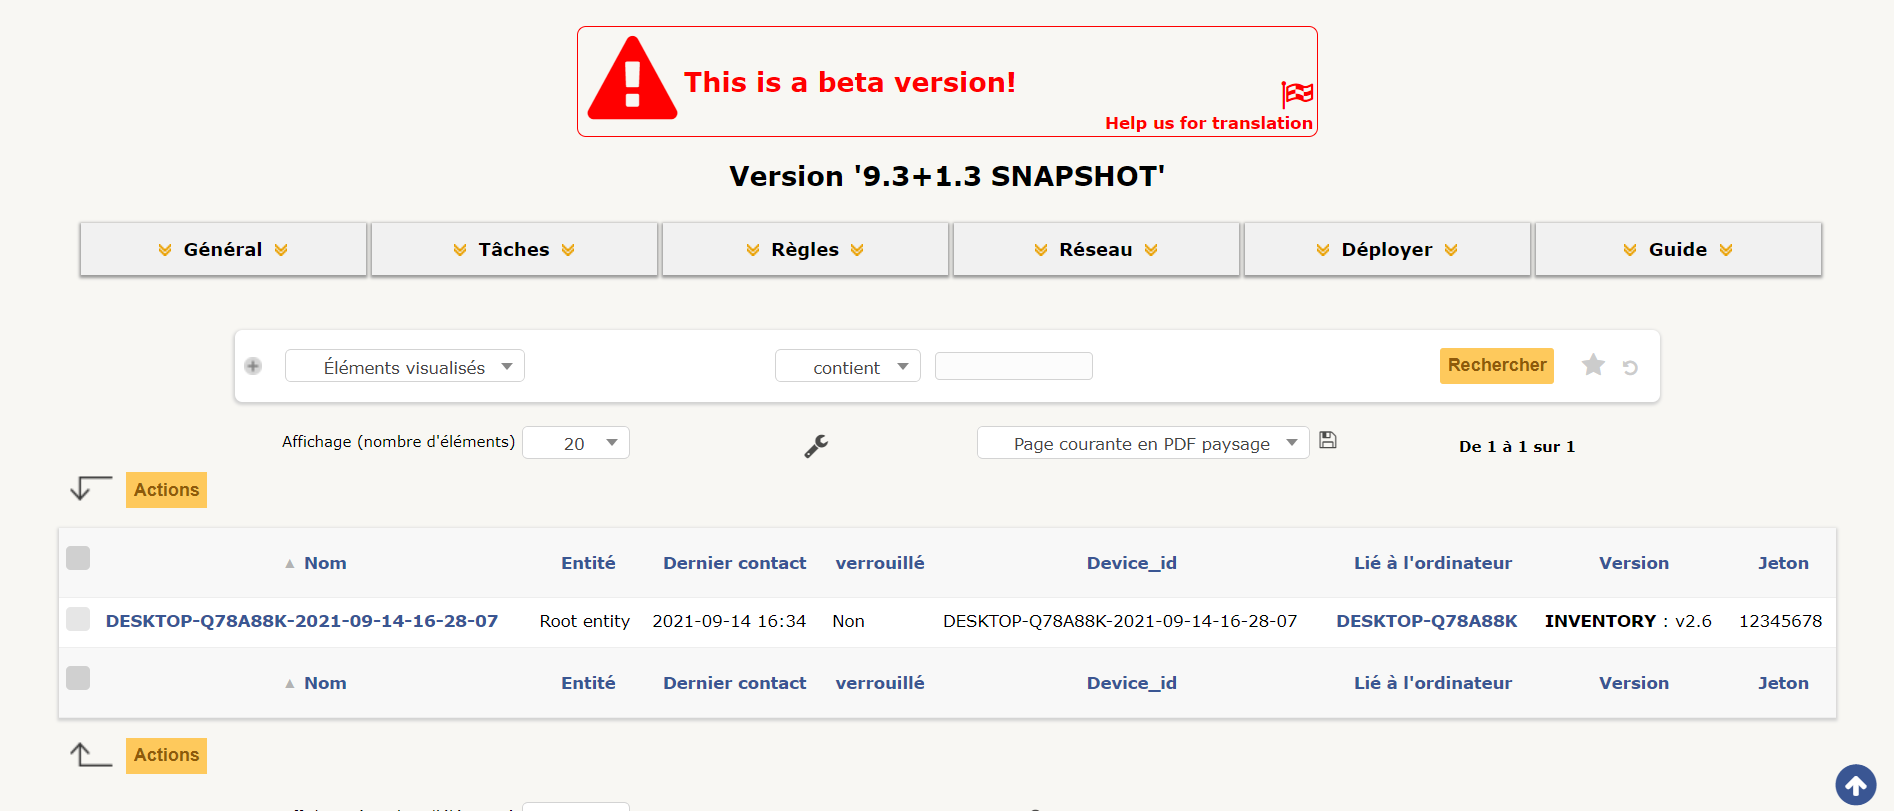 This is a beta version!
Help us for translation
Version '9.3+1.3 SNAPSHOT'
Général Tâches Règles Réseau Déployer Guide
Éléments visualisés contient Rechercher
Affichage (nombre d'éléments) 20 Page courante en PDF paysage De 1 à 1 sur 1
Actions
Nom Entité Dernier contact verrouillé Device_id Lié à l'ordinateur Version Jeton
DESKTOP-Q78A88K-2021-09-14-16-28-07 Root entity 2021-09-14 16:34 Non DESKTOP-Q78A88K-2021-09-14-16-28-07 DESKTOP-Q78A88K INVENTORY : v2.6 12345678
Nom Entité Dernier contact verrouillé Device_id Lié à l'ordinateur Version Jeton
Actions